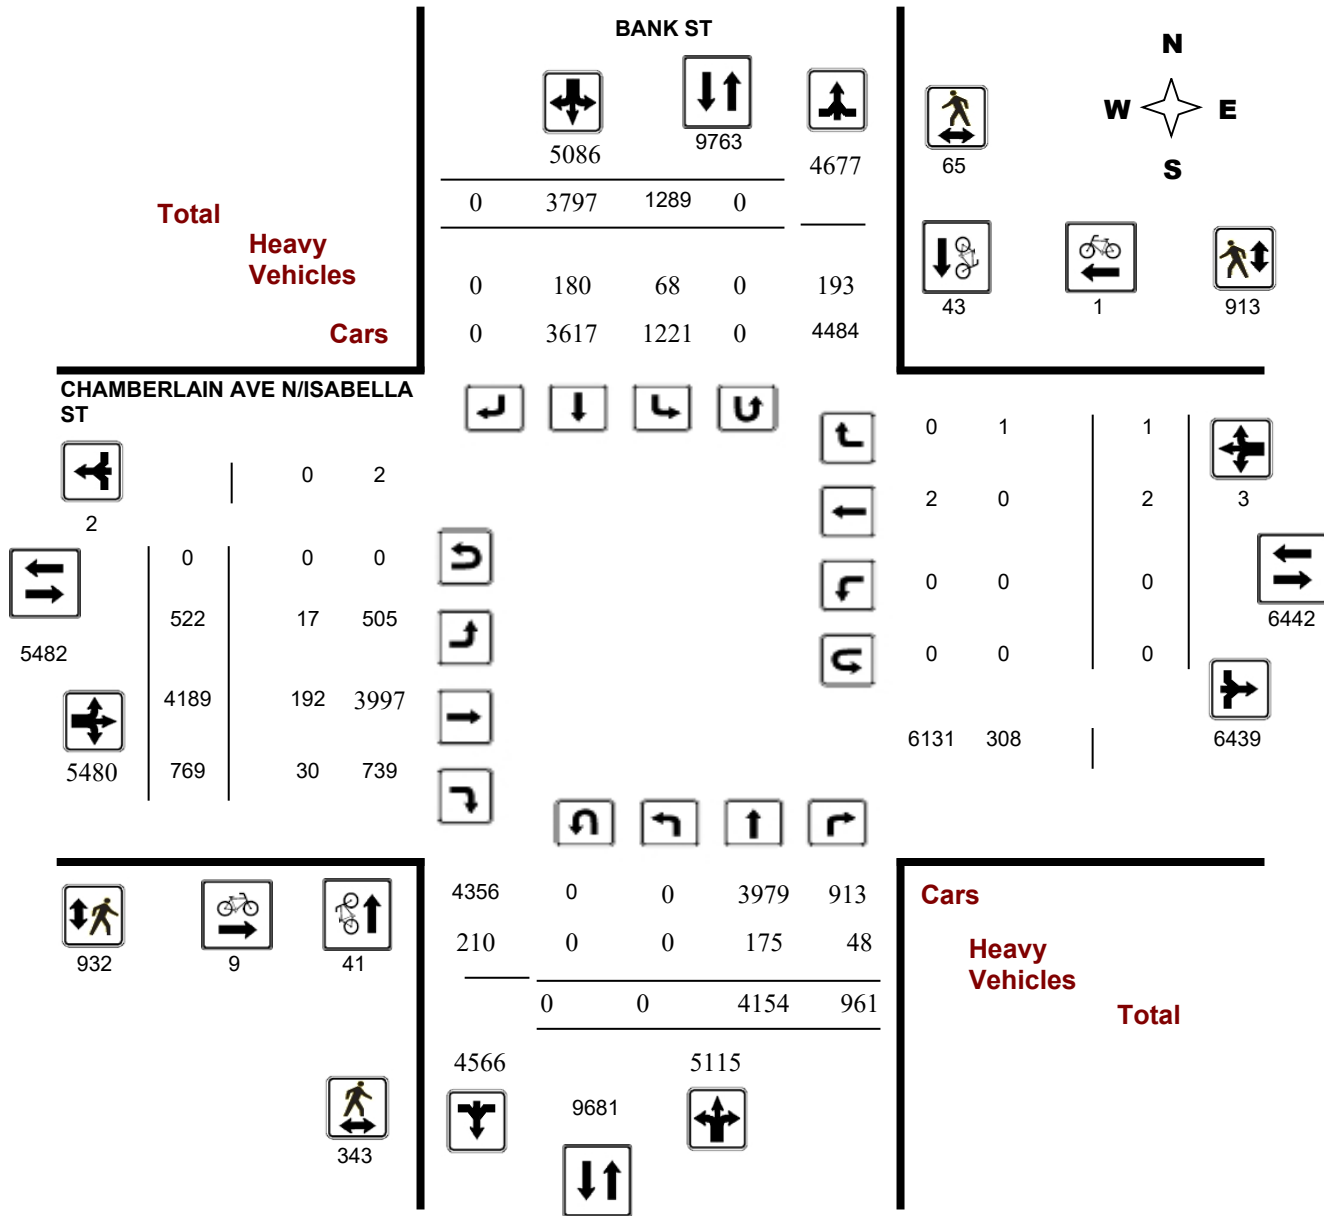 BANK ST
N
W E
S
5086 9763 4677 65
0 3797 1289 0
Total
Heavy
Vehicles
0 180 68 0 193
43 1 913
Cars 0 3617 1221 0 4484
CHAMBERLAIN AVE N/ISABELLA
ST
0 1 1
0 2
2 0 2 3
2
0 0 0
0 0 0
522 17 505
6442
5482
0 0 0
4189 192 3997
6131 308 6439
5480 769 30 739
4356 0 0 3979 913
Cars
210 0 0 175 48
Heavy
Vehicles
932 9 41
0 0 4154 961
Total
4566 5115
9681
343